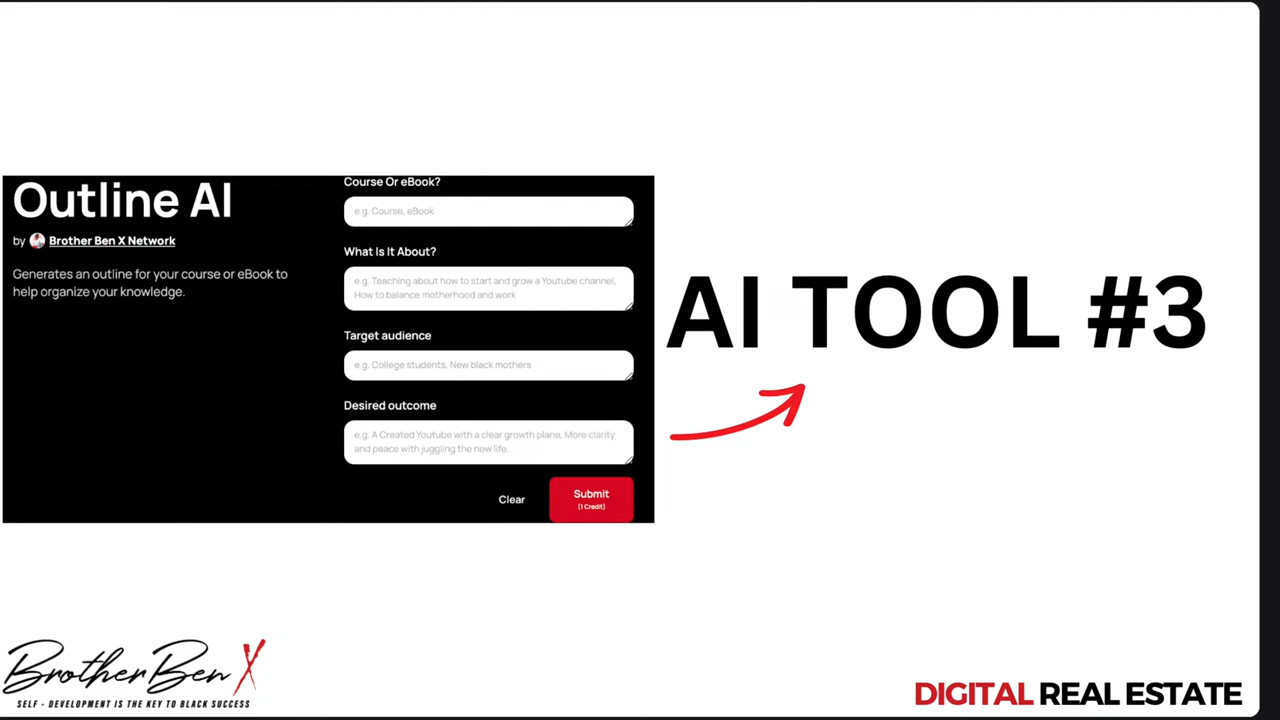 Outline AI
by Brother Ben X Network
Generates an outline for your course or eBook to
help organize your knowledge.
Course Or eBook?
e.g. Course, eBook
What Is It About?
e.g. Teaching about how to start and grow a Youtube channel,
How to balance motherhood and work
Target audience
e.g. College students, New black mothers
Desired outcome
e.g. A Created Youtube with a clear growth plane, More clarity
and peace with juggling the new life.
Clear
Submit
(1 Credit)
AI TOOL #3
BrotherBen X
SELF - DEVELOPMENT IS THE KEY TO BLACK SUCCESS
DIGITAL REAL ESTATE